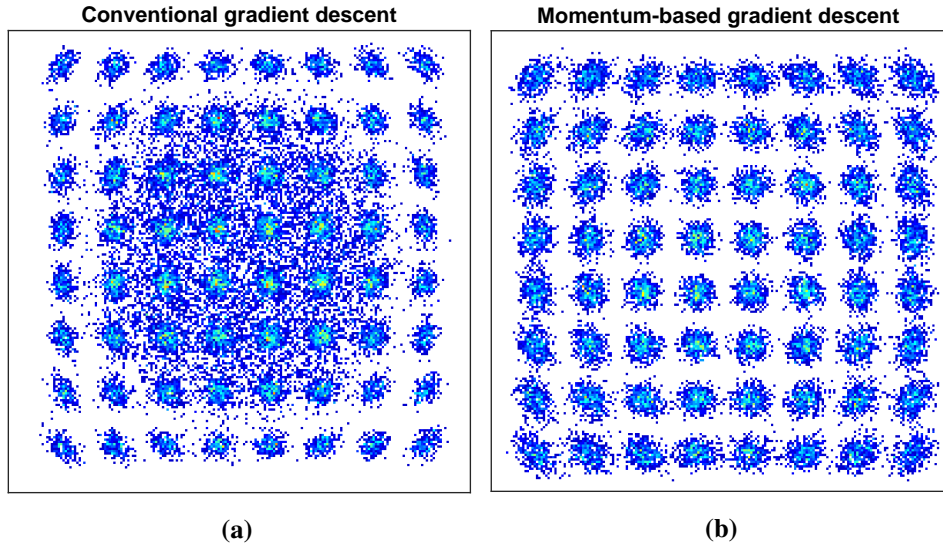 Conventional gradient descent
Momentum-based gradient descent
(a)
(b)